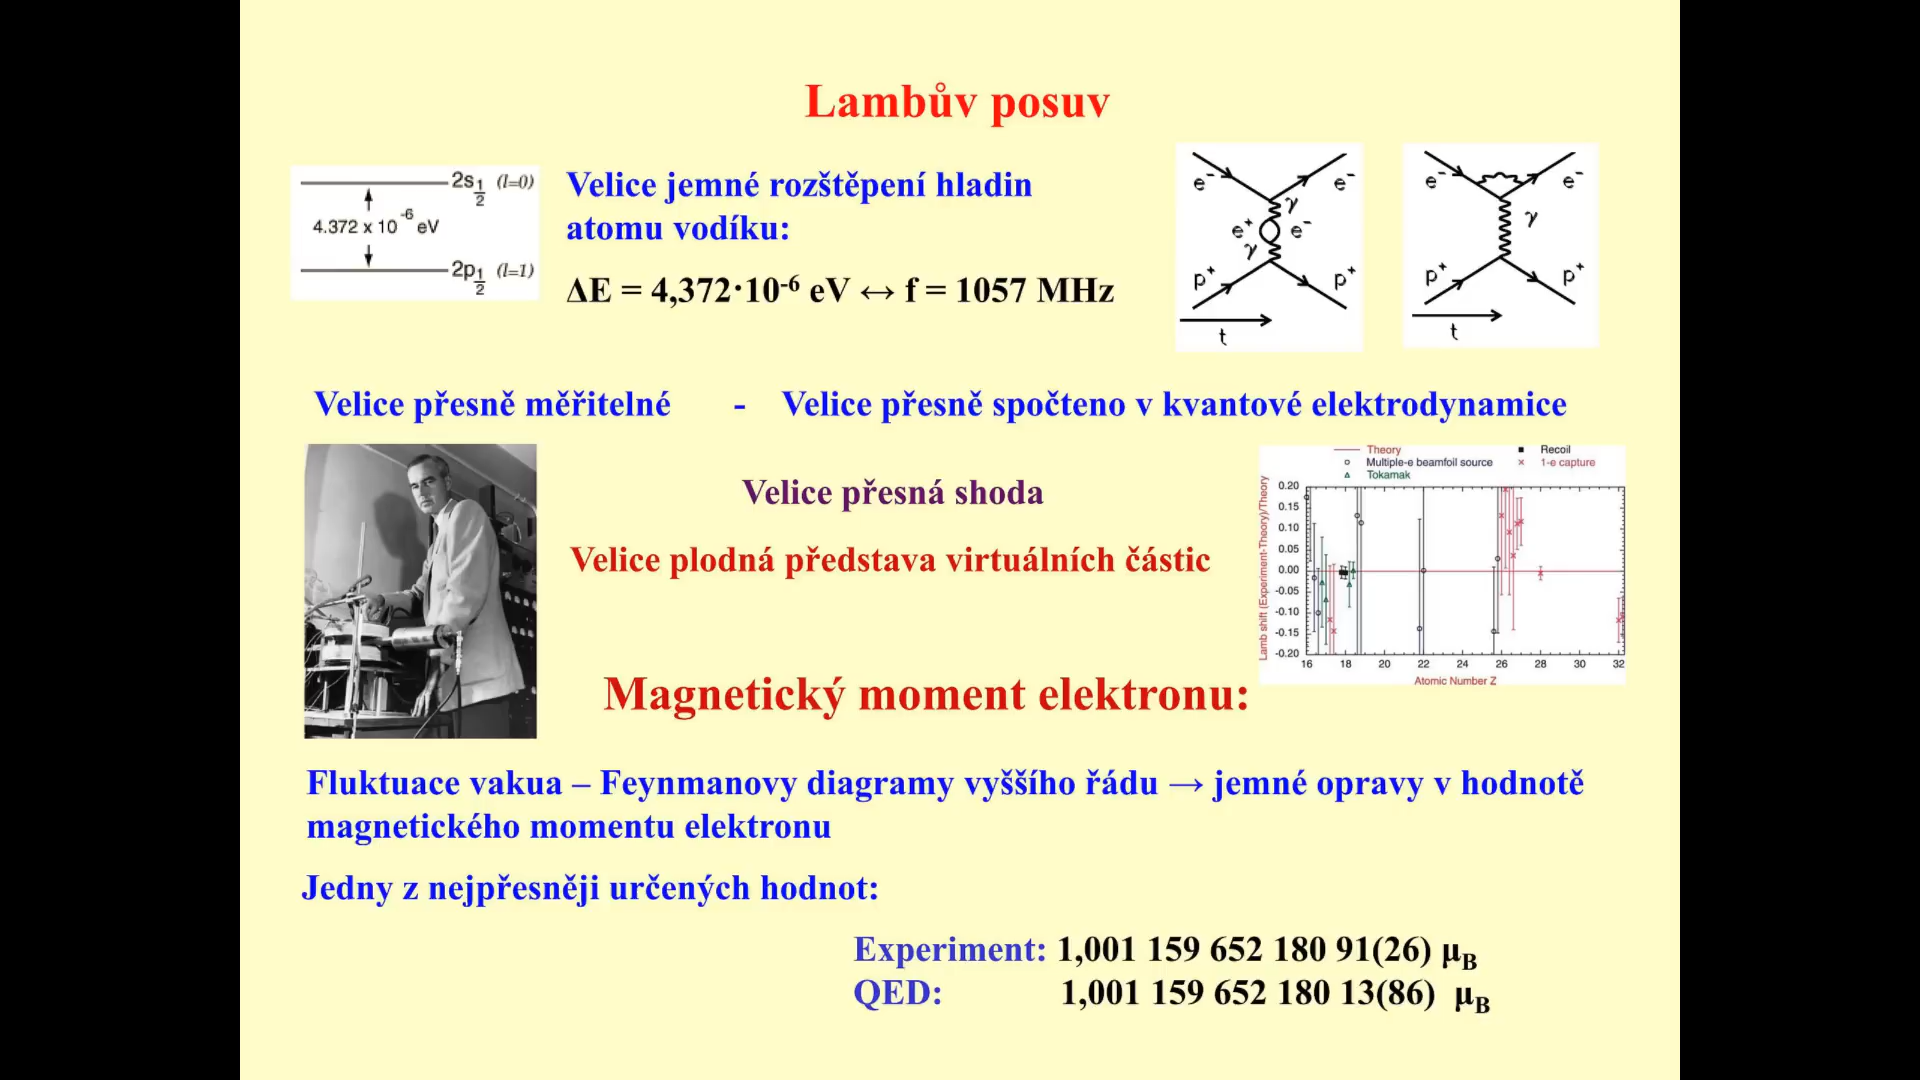 Lambův posuv
2s 1/2 (l=0)
4.372 x 10 -6 eV
2p 1/2 (l=1)
Velice jemné rozštěpení hladin
atomu vodíku:
ΔE = 4,372·10-6 eV ↔ f = 1057 MHz
e- e-
γ
e+ e-
γ
p+ p+
t
e- e-
γ
p+ p+
t
Velice přesně měřitelné - Velice přesně spočteno v kvantové elektrodynamice
Velice přesná shoda
Velice plodná představa virtuálních částic
Theory
Multiple-e beamfoil source
Tokamak
Recoil
1-e capture
Lamb shift (Experiment-Theory)/Theory
0.20
0.15
0.10
0.05
0.00
-0.05
-0.10
-0.15
-0.20
16 18 20 22 24 26 28 30 32
Atomic Number Z
Magnetický moment elektronu:
Fluktuace vakua – Feynmanovy diagramy vyššího řádu → jemné opravy v hodnotě
magnetického momentu elektronu
Jedny z nejpřesněji určených hodnot:
Experiment: 1,001 159 652 180 91(26) μB
QED: 1,001 159 652 180 13(86) μB